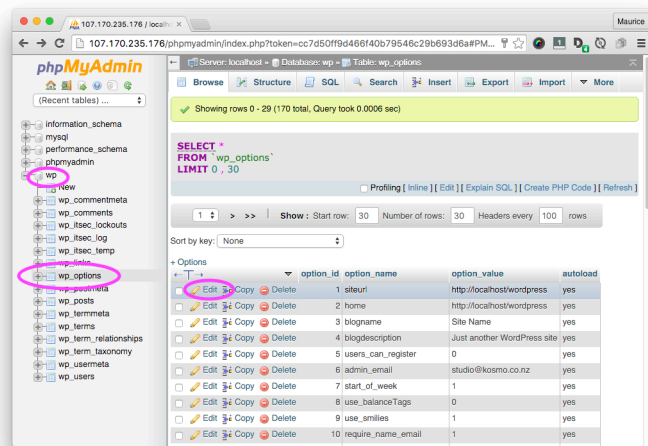 107.170.235.176 / localh
Maurice
107.170.235.176/phpmyadmin/index.php?token=cc7d50ff9d466f40b79546c29b693d6a#PM...
phpMyAdmin
(Recent tables) ...
information_schema
mysql
performance_schema
phpmyadmin
wp
New
wp_commentmeta
wp_comments
wp_itsec_lockouts
wp_itsec_log
wp_itsec_temp
wp_links
wp_options
wp_postmeta
wp_posts
wp_termmeta
wp_terms
wp_term_relationships
wp_term_taxonomy
wp_usermeta
wp_users
Server: localhost » Database: wp » Table: wp_options
Browse Structure SQL Search Insert Export Import More
Showing rows 0 - 29 (170 total, Query took 0.0006 sec)
SELECT *
FROM `wp_options`
LIMIT 0 , 30
Profiling [ Inline ] [ Edit ] [ Explain SQL ] [ Create PHP Code ] [ Refresh ]
1 > >> Show : Start row: 30 Number of rows: 30 Headers every 100 rows
Sort by key: None
+ Options
option_id option_name option_value autoload
Edit Copy Delete 1 siteurl http://localhost/wordpress yes
Edit Copy Delete 2 home http://localhost/wordpress yes
Edit Copy Delete 3 blogname Site Name yes
Edit Copy Delete 4 blogdescription Just another WordPress site yes
Edit Copy Delete 5 users_can_register 0 yes
Edit Copy Delete 6 admin_email studio@kosmo.co.nz yes
Edit Copy Delete 7 start_of_week 1 yes
Edit Copy Delete 8 use_balanceTags 0 yes
Edit Copy Delete 9 use_smilies 1 yes
Edit Copy Delete 10 require_name_email 1 yes